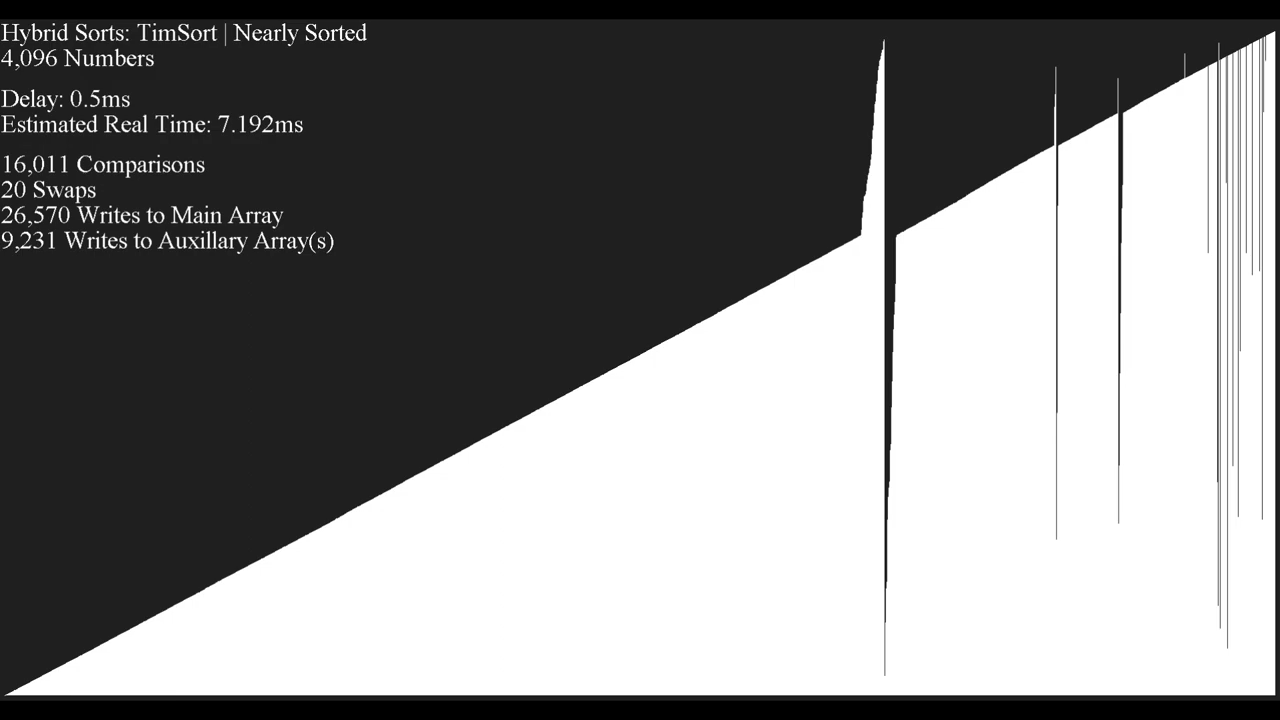 Hybrid Sorts: TimSort | Nearly Sorted
4,096 Numbers
Delay: 0.5ms
Estimated Real Time: 7.192ms
16,011 Comparisons
20 Swaps
26,570 Writes to Main Array
9,231 Writes to Auxillary Array(s)